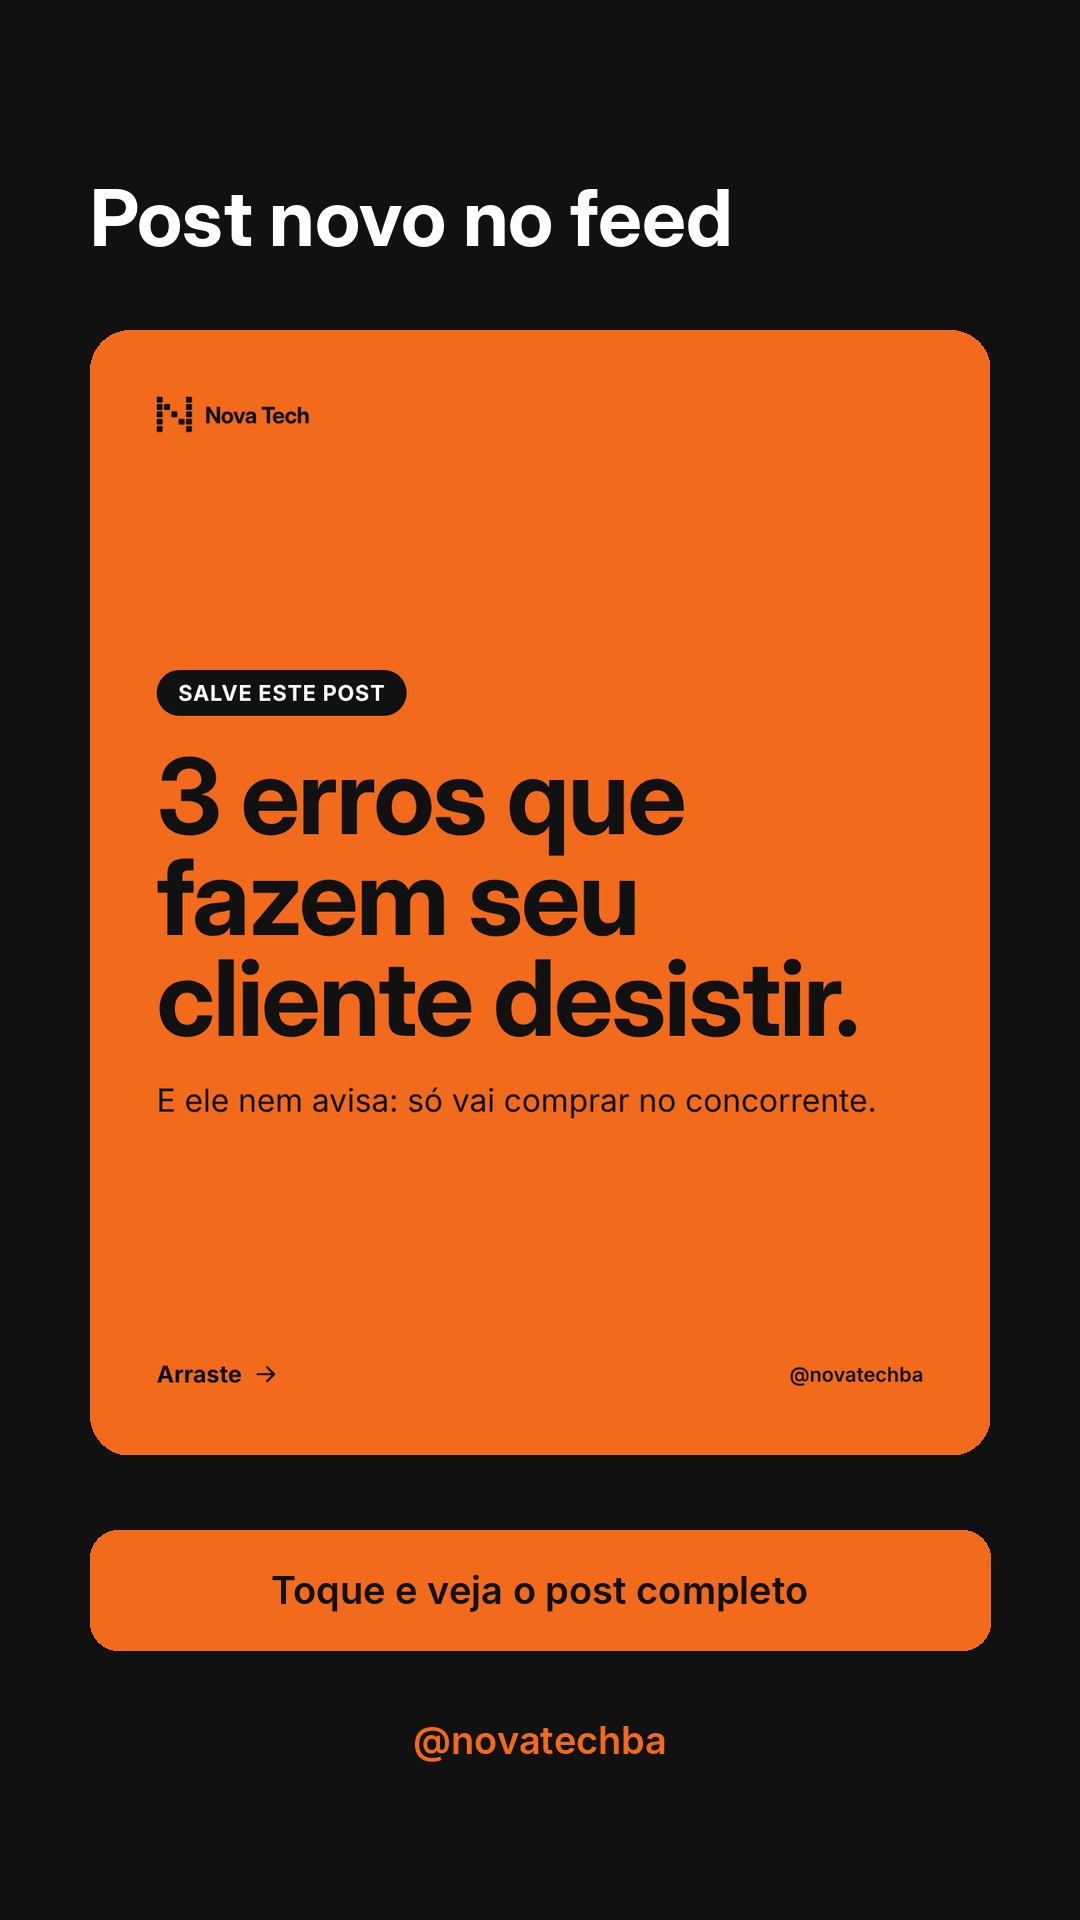 Post novo no feed
Nova Tech
SALVE ESTE POST
3 erros que
fazem seu
cliente desistir.
E ele nem avisa: só vai comprar no concorrente.
Arraste →
@novatechba
Toque e veja o post completo
@novatechba